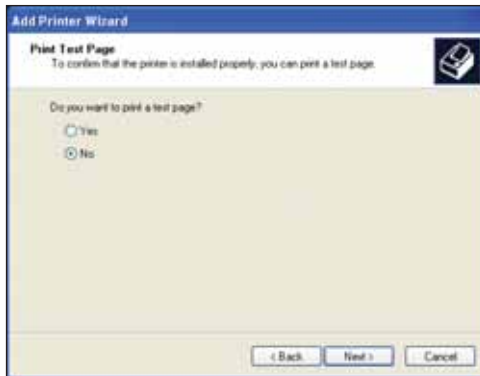 Add Printer Wizard
Print Test Page
To confirm that the printer is installed properly, you can print a test page.
Do you want to print a test page?
Yes
No
< Back
Next >
Cancel